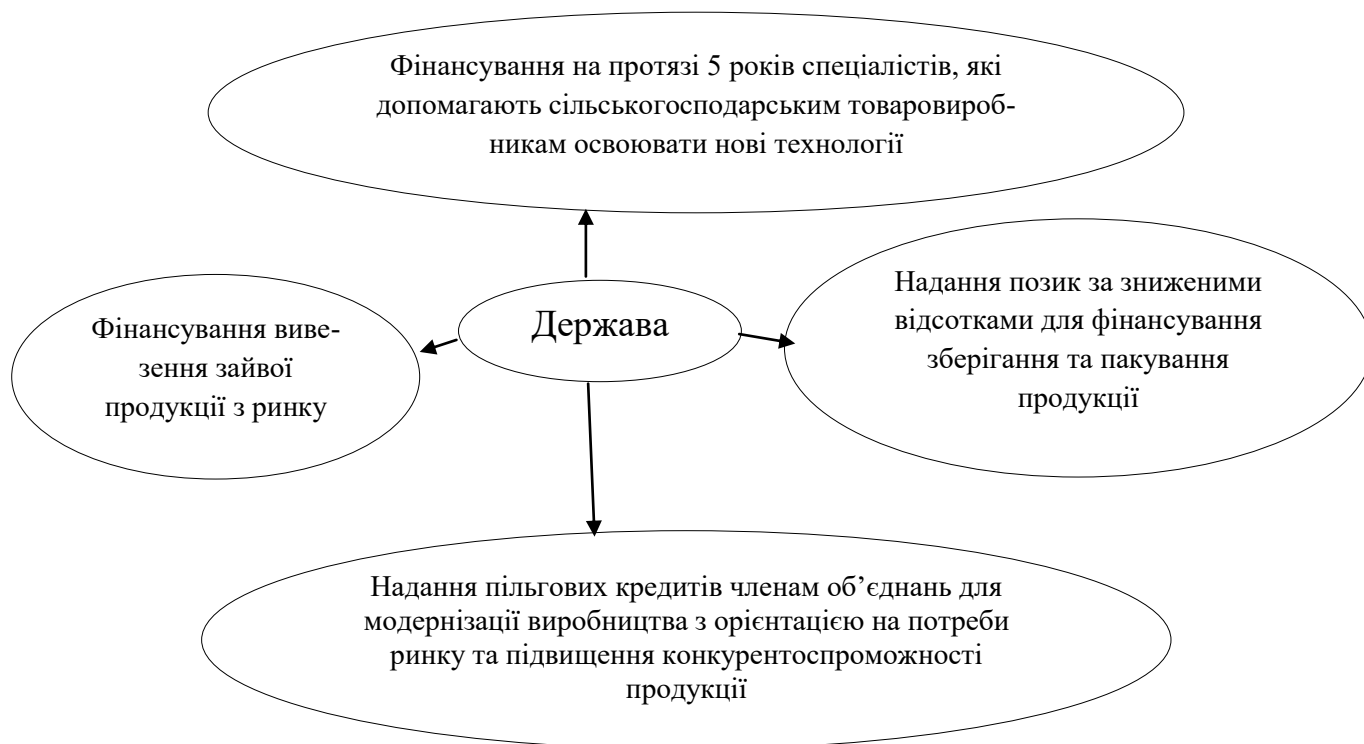 Фінансування на протязі 5 років спеціалістів, які
допомагають сільськогосподарським товаровироб-
никам освоювати нові технології
Фінансування виве-
зення зайвої
продукції з ринку
Держава
Надання позик за зниженими
відсотками для фінансування
зберігання та пакування
продукції
Надання пільгових кредитів членам об’єднань для
модернізації виробництва з орієнтацією на потреби
ринку та підвищення конкурентоспроможності
продукції